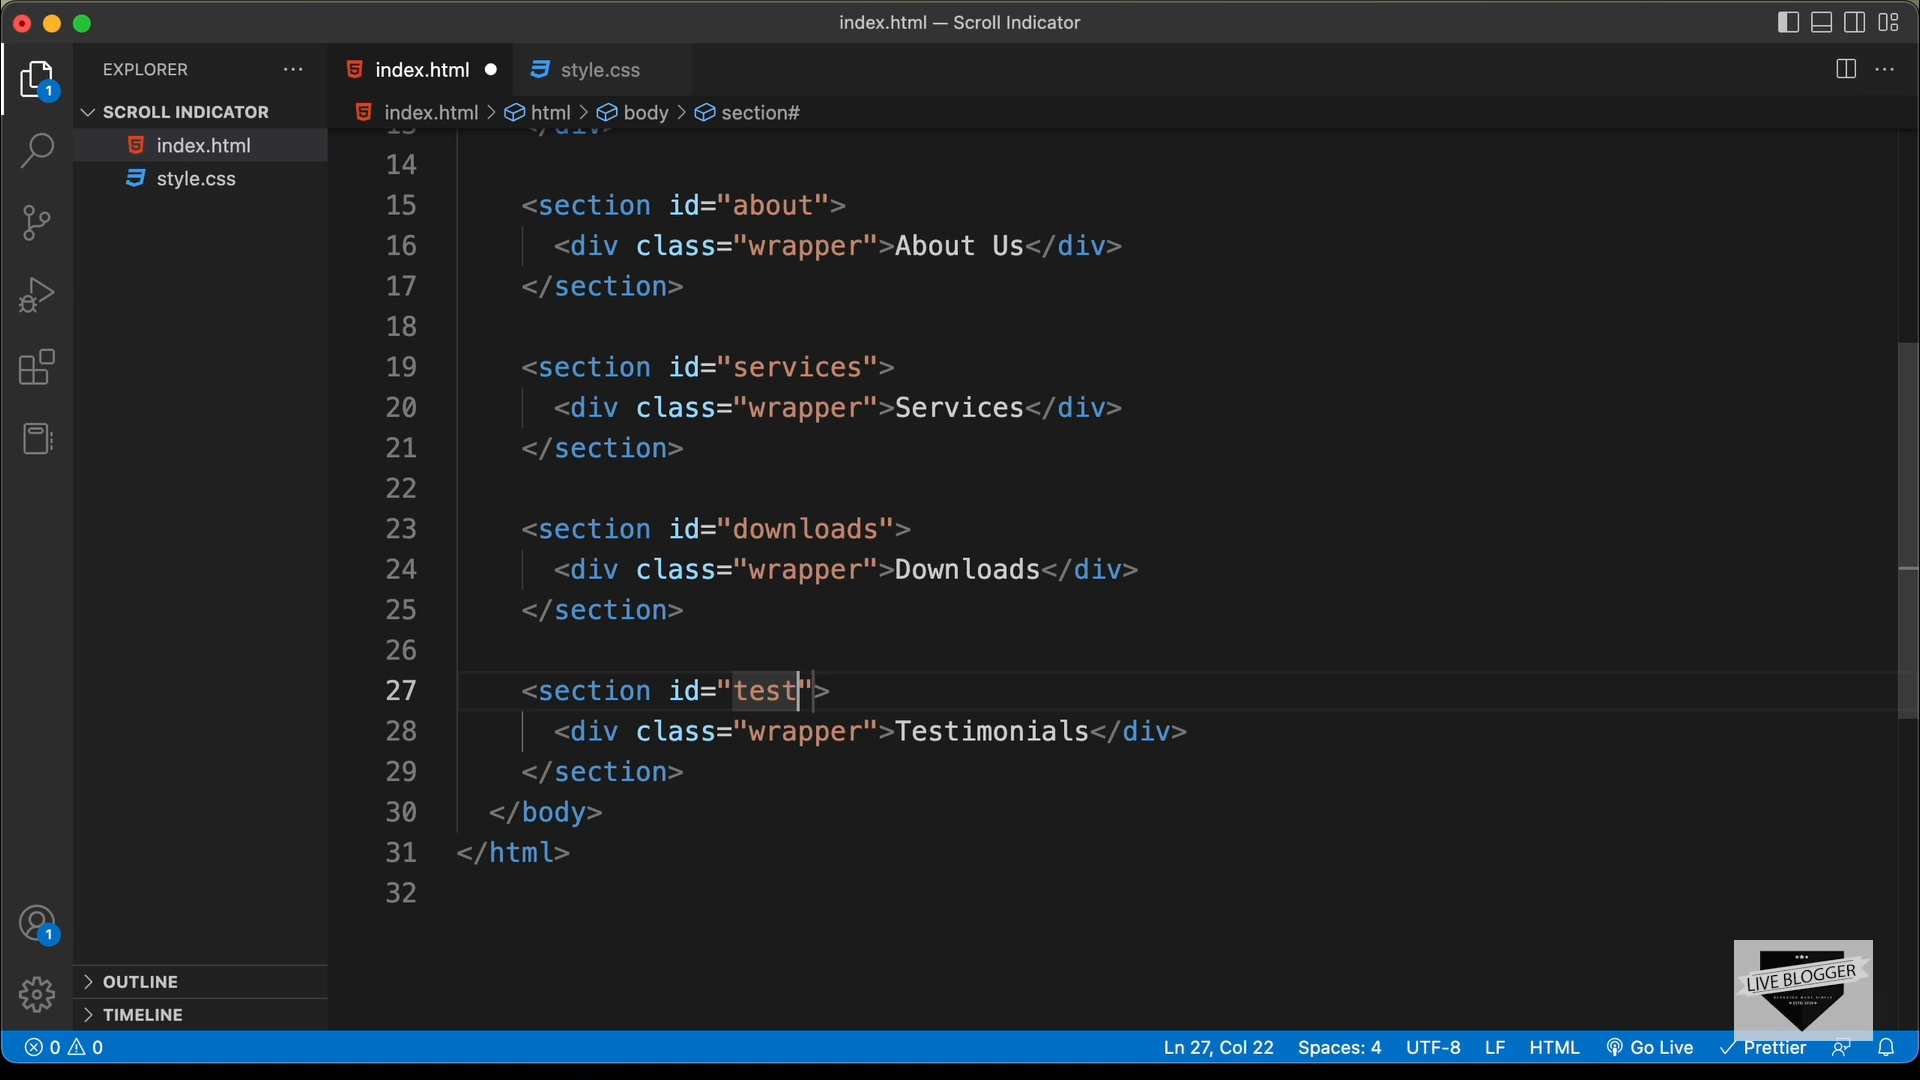 index.html — Scroll Indicator
EXPLORER
index.html
style.css
1
SCROLL INDICATOR
index.html > html > body > section#
index.html
style.css
13 </div>
14
15 <section id="about">
16 <div class="wrapper">About Us</div>
17 </section>
18
19 <section id="services">
20 <div class="wrapper">Services</div>
21 </section>
22
23 <section id="downloads">
24 <div class="wrapper">Downloads</div>
25 </section>
26
27 <section id="test">
28 <div class="wrapper">Testimonials</div>
29 </section>
30 </body>
31 </html>
32
1
OUTLINE
TIMELINE
LIVE BLOGGER
0 0
Ln 27, Col 22
Spaces: 4
UTF-8
LF
HTML
Go Live
Prettier